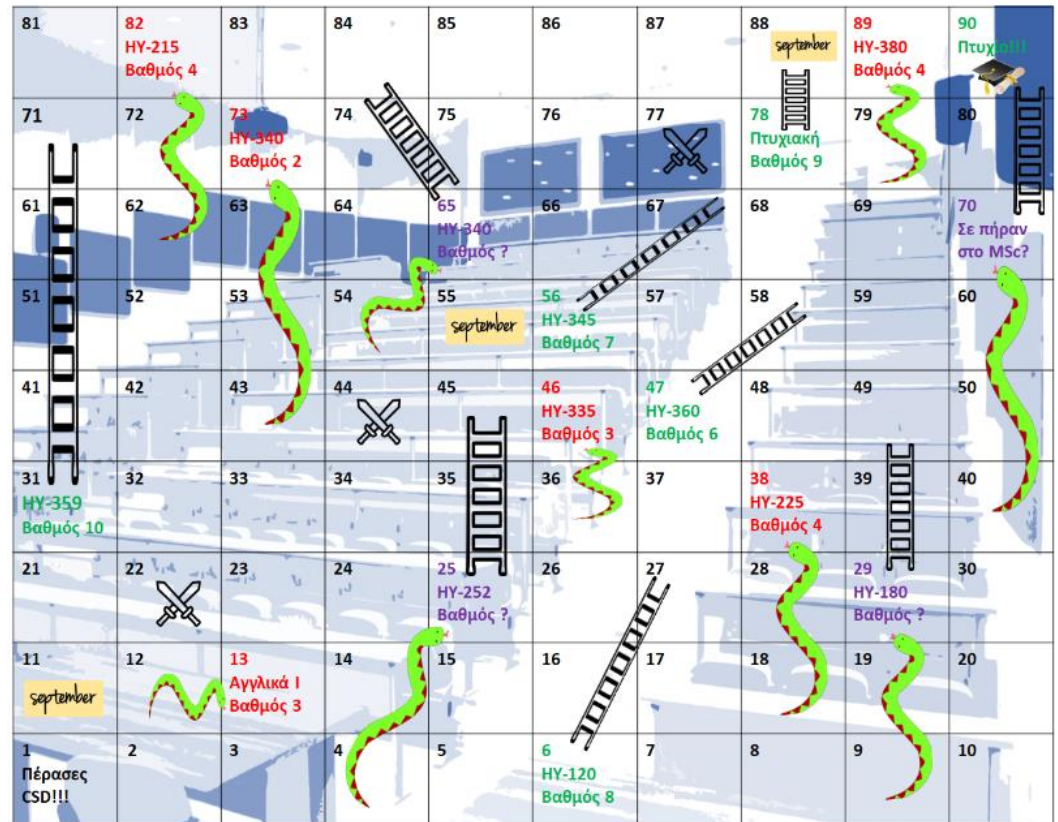 81 82 83 84 85 86 87 88 89 90
HY-215
Βαθμός 4
september
HY-380
Βαθμός 4
Πτυχίο!!!
71 72 73 74 75 76 77 78 79 80
HY-340
Βαθμός 2
Πτυχιακή
Βαθμός 9
61 62 63 64 65 66 67 68 69 70
HY-340
Βαθμός ?
Σε πήραν
στο MSc?
51 52 53 54 55 56 57 58 59 60
september
HY-345
Βαθμός 7
41 42 43 44 45 46 47 48 49 50
HY-335
Βαθμός 3
HY-360
Βαθμός 6
31 32 33 34 35 36 37 38 39 40
HY-359
Βαθμός 10
HY-225
Βαθμός 4
21 22 23 24 25 26 27 28 29 30
HY-252
Βαθμός ?
HY-180
Βαθμός ?
11 12 13 14 15 16 17 18 19 20
september
Αγγλικά Ι
Βαθμός 3
1 2 3 4 5 6 7 8 9 10
Πέρασες
CSD!!!
HY-120
Βαθμός 8